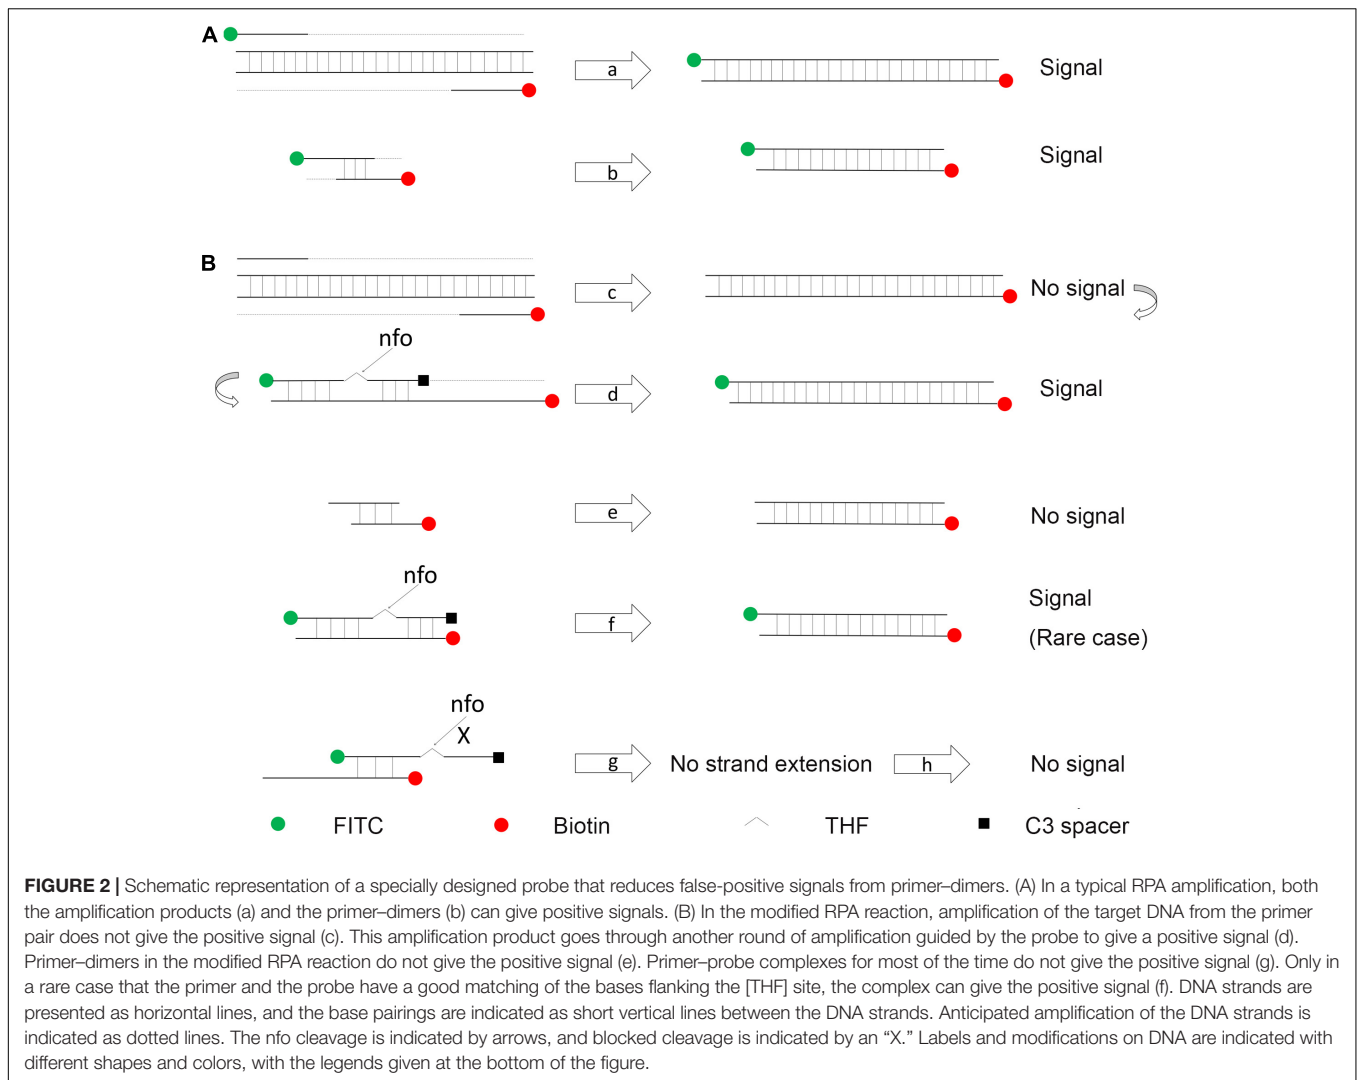 A
a
Signal
b
Signal
B
c
No signal
nfo
d
Signal
e
No signal
nfo
f
Signal
(Rare case)
nfo
X
g
No strand extension
h
No signal
FITC
Biotin
THF
C3 spacer
FIGURE 2 | Schematic representation of a specially designed probe that reduces false-positive signals from primer–dimers. (A) In a typical RPA amplification, both
the amplification products (a) and the primer–dimers (b) can give positive signals. (B) In the modified RPA reaction, amplification of the target DNA from the primer
pair does not give the positive signal (c). This amplification product goes through another round of amplification guided by the probe to give a positive signal (d).
Primer–dimers in the modified RPA reaction do not give the positive signal (e). Primer–probe complexes for most of the time do not give the positive signal (g). Only in
a rare case that the primer and the probe have a good matching of the bases flanking the [THF] site, the complex can give the positive signal (f). DNA strands are
presented as horizontal lines, and the base pairings are indicated as short vertical lines between the DNA strands. Anticipated amplification of the DNA strands is
indicated as dotted lines. The nfo cleavage is indicated by arrows, and blocked cleavage is indicated by an “X.” Labels and modifications on DNA are indicated with
different shapes and colors, with the legends given at the bottom of the figure.